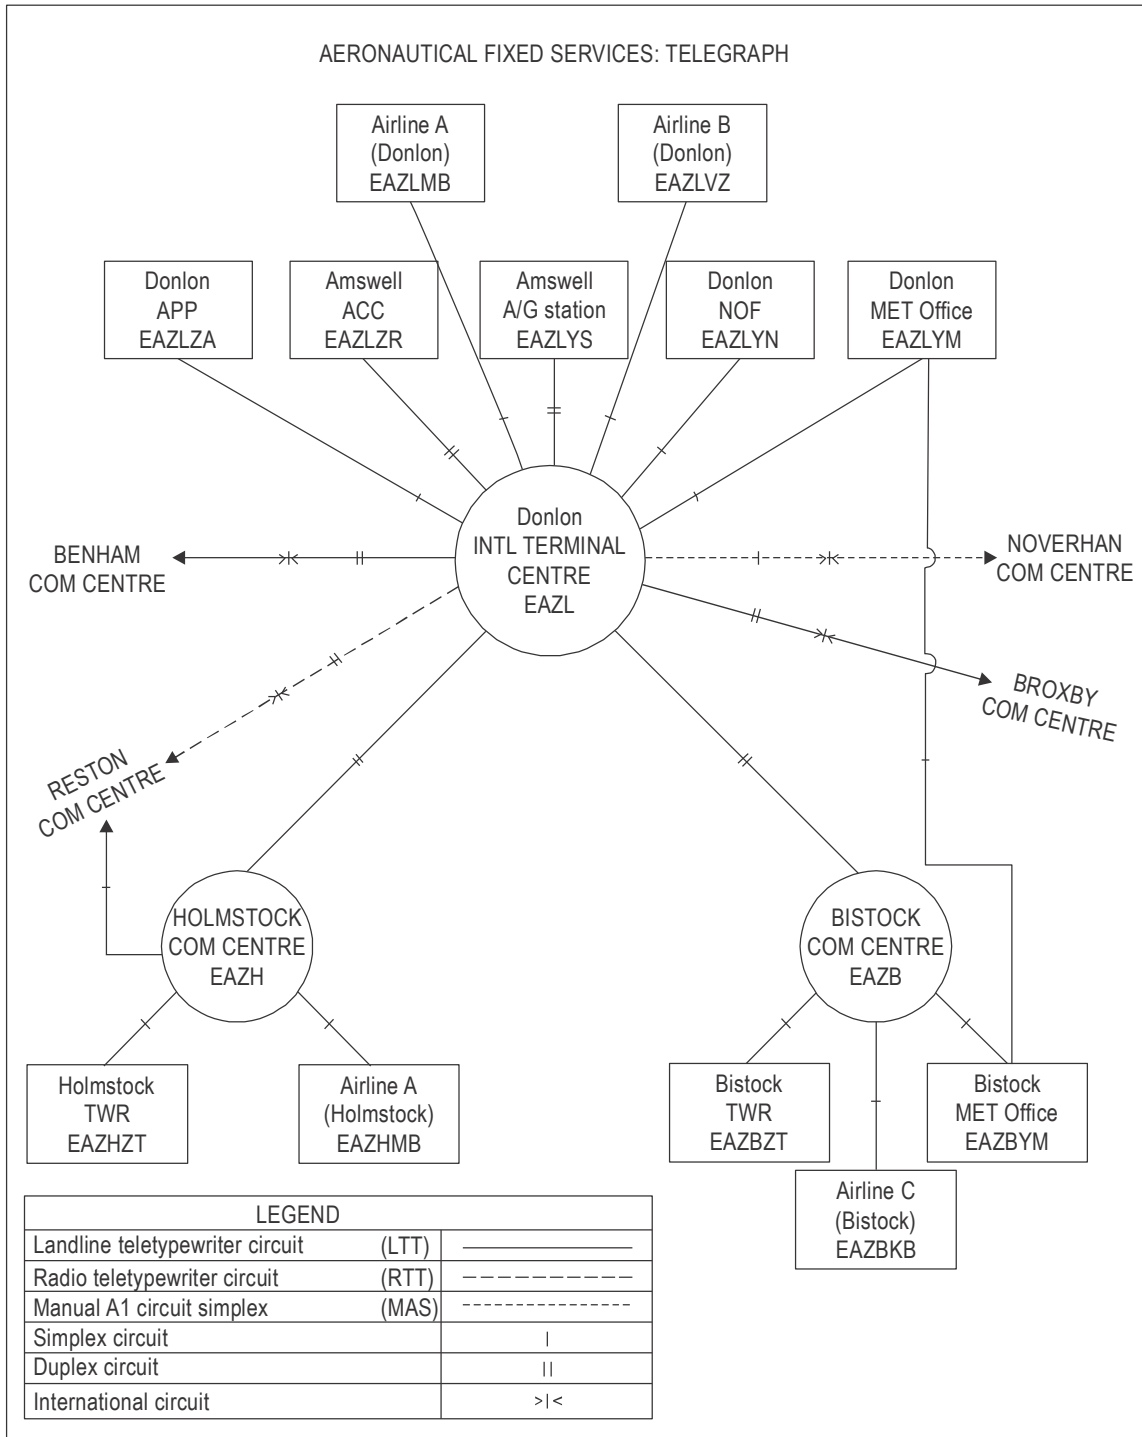 AERONAUTICAL FIXED SERVICES: TELEGRAPH
Airline A
(Donlon)
EAZLMB
Airline B
(Donlon)
EAZLVZ
Donlon
APP
EAZLZA
Amswell
ACC
EAZLZR
Amswell
A/G station
EAZLYS
Donlon
NOF
EAZLYN
Donlon
MET Office
EAZLYM
Donlon
INTL TERMINAL
CENTRE
EAZL
BENHAM
COM CENTRE
NOVERHAN
COM CENTRE
BROXBY
COM CENTRE
RESTON
COM CENTRE
HOLMSTOCK
COM CENTRE
EAZH
BISTOCK
COM CENTRE
EAZB
Holmstock
TWR
EAZHZT
Airline A
(Holmstock)
EAZHMB
Bistock
TWR
EAZBZT
Airline C
(Bistock)
EAZBKB
Bistock
MET Office
EAZBYM
LEGEND
Landline teletypewriter circuit (LTT)
Radio teletypewriter circuit (RTT)
Manual A1 circuit simplex (MAS)
Simplex circuit |
Duplex circuit ||
International circuit >|<